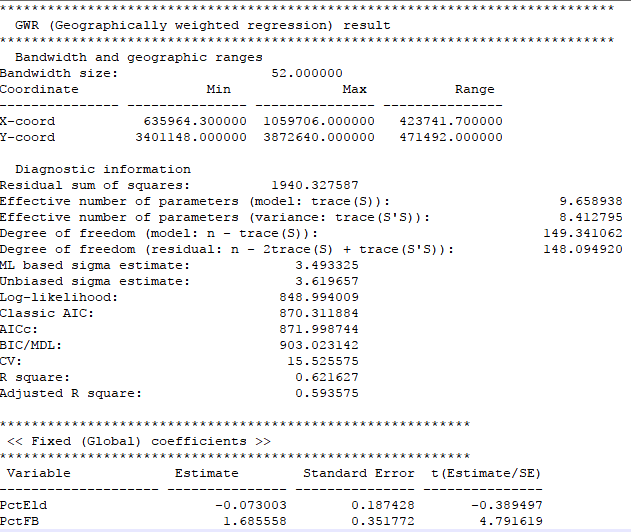 *****************************************************************************
GWR (Geographically weighted regression) result
*****************************************************************************
Bandwidth and geographic ranges
Bandwidth size: 52.000000
Coordinate Min Max Range
--------------- --------------- --------------- ---------------
X-coord 635964.300000 1059706.000000 423741.700000
Y-coord 3401148.000000 3872640.000000 471492.000000
Diagnostic information
Residual sum of squares: 1940.327587
Effective number of parameters (model: trace(S)): 9.658938
Effective number of parameters (variance: trace(S'S)): 8.412795
Degree of freedom (model: n - trace(S)): 149.341062
Degree of freedom (residual: n - 2trace(S) + trace(S'S)): 148.094920
ML based sigma estimate: 3.493325
Unbiased sigma estimate: 3.619657
Log-likelihood: 848.994009
Classic AIC: 870.311884
AICc: 871.998744
BIC/MDL: 903.023142
CV: 15.525575
R square: 0.621627
Adjusted R square: 0.593575
***********************************************************
<< Fixed (Global) coefficients >>
***********************************************************
Variable Estimate Standard Error t(Estimate/SE)
-------------------- --------------- --------------- ---------------
PctEld -0.073003 0.187428 -0.389497
PctFB 1.685558 0.351772 4.791619